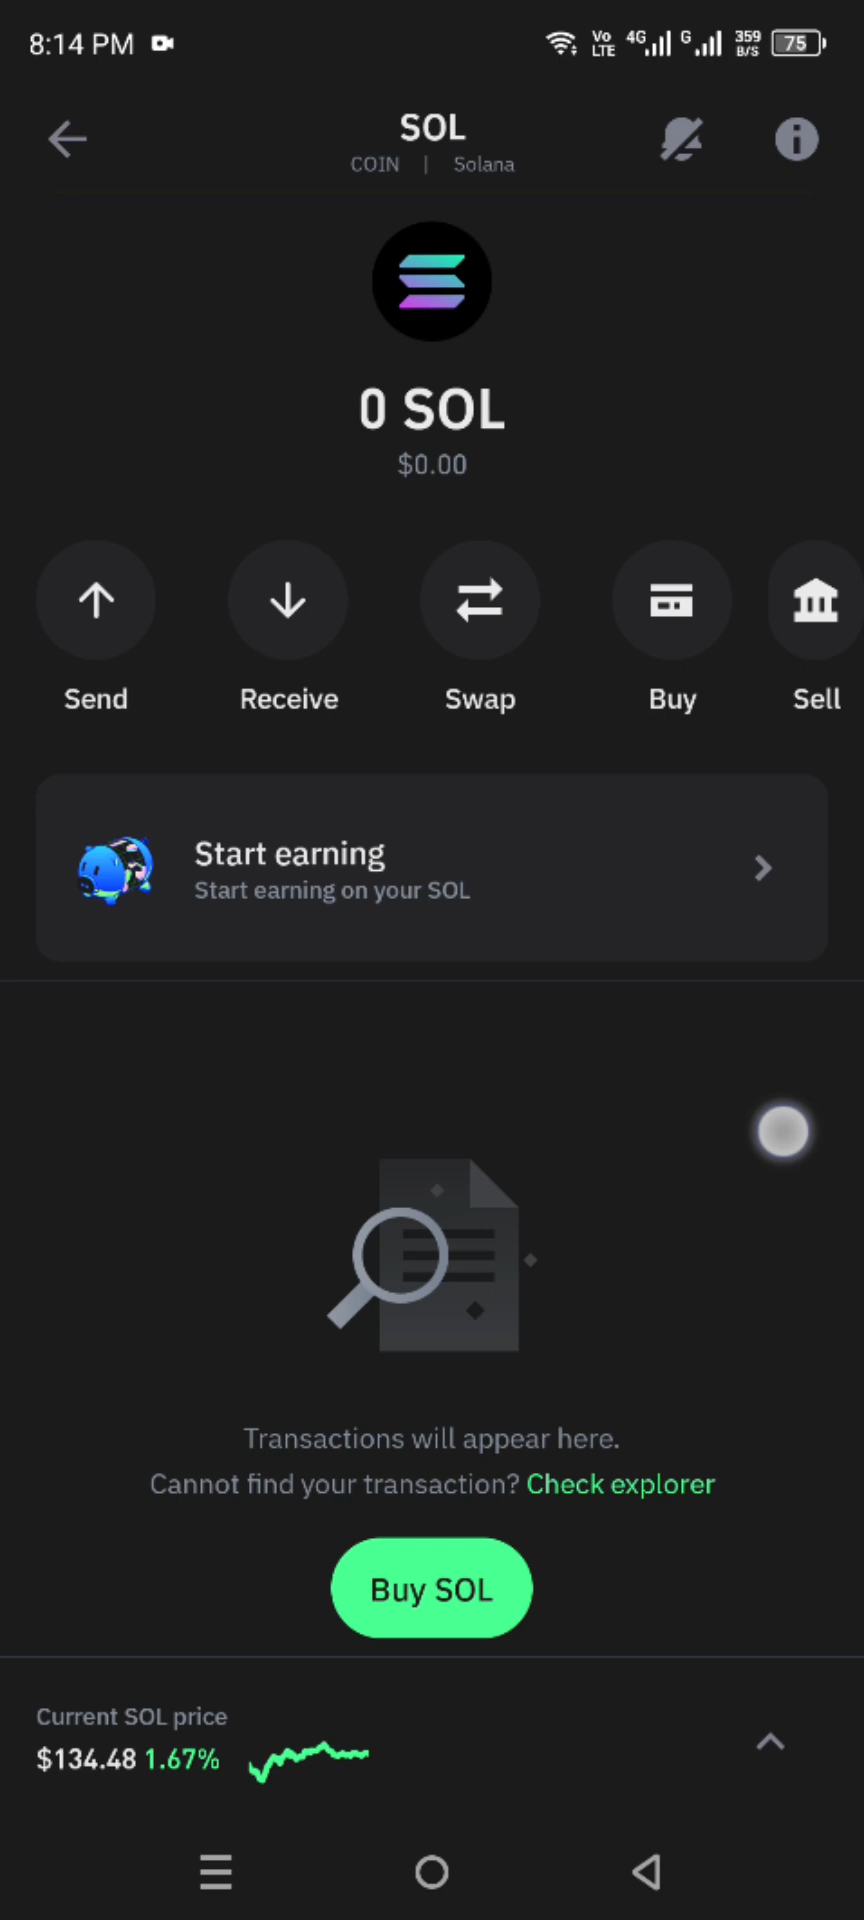 8:14 PM Vo LTE 4G G 359 B/S 75
SOL
COIN | Solana
0 SOL
$0.00
Send Receive Swap Buy Sell
Start earning
Start earning on your SOL
Transactions will appear here.
Cannot find your transaction? Check explorer
Buy SOL
Current SOL price
$134.48 1.67%